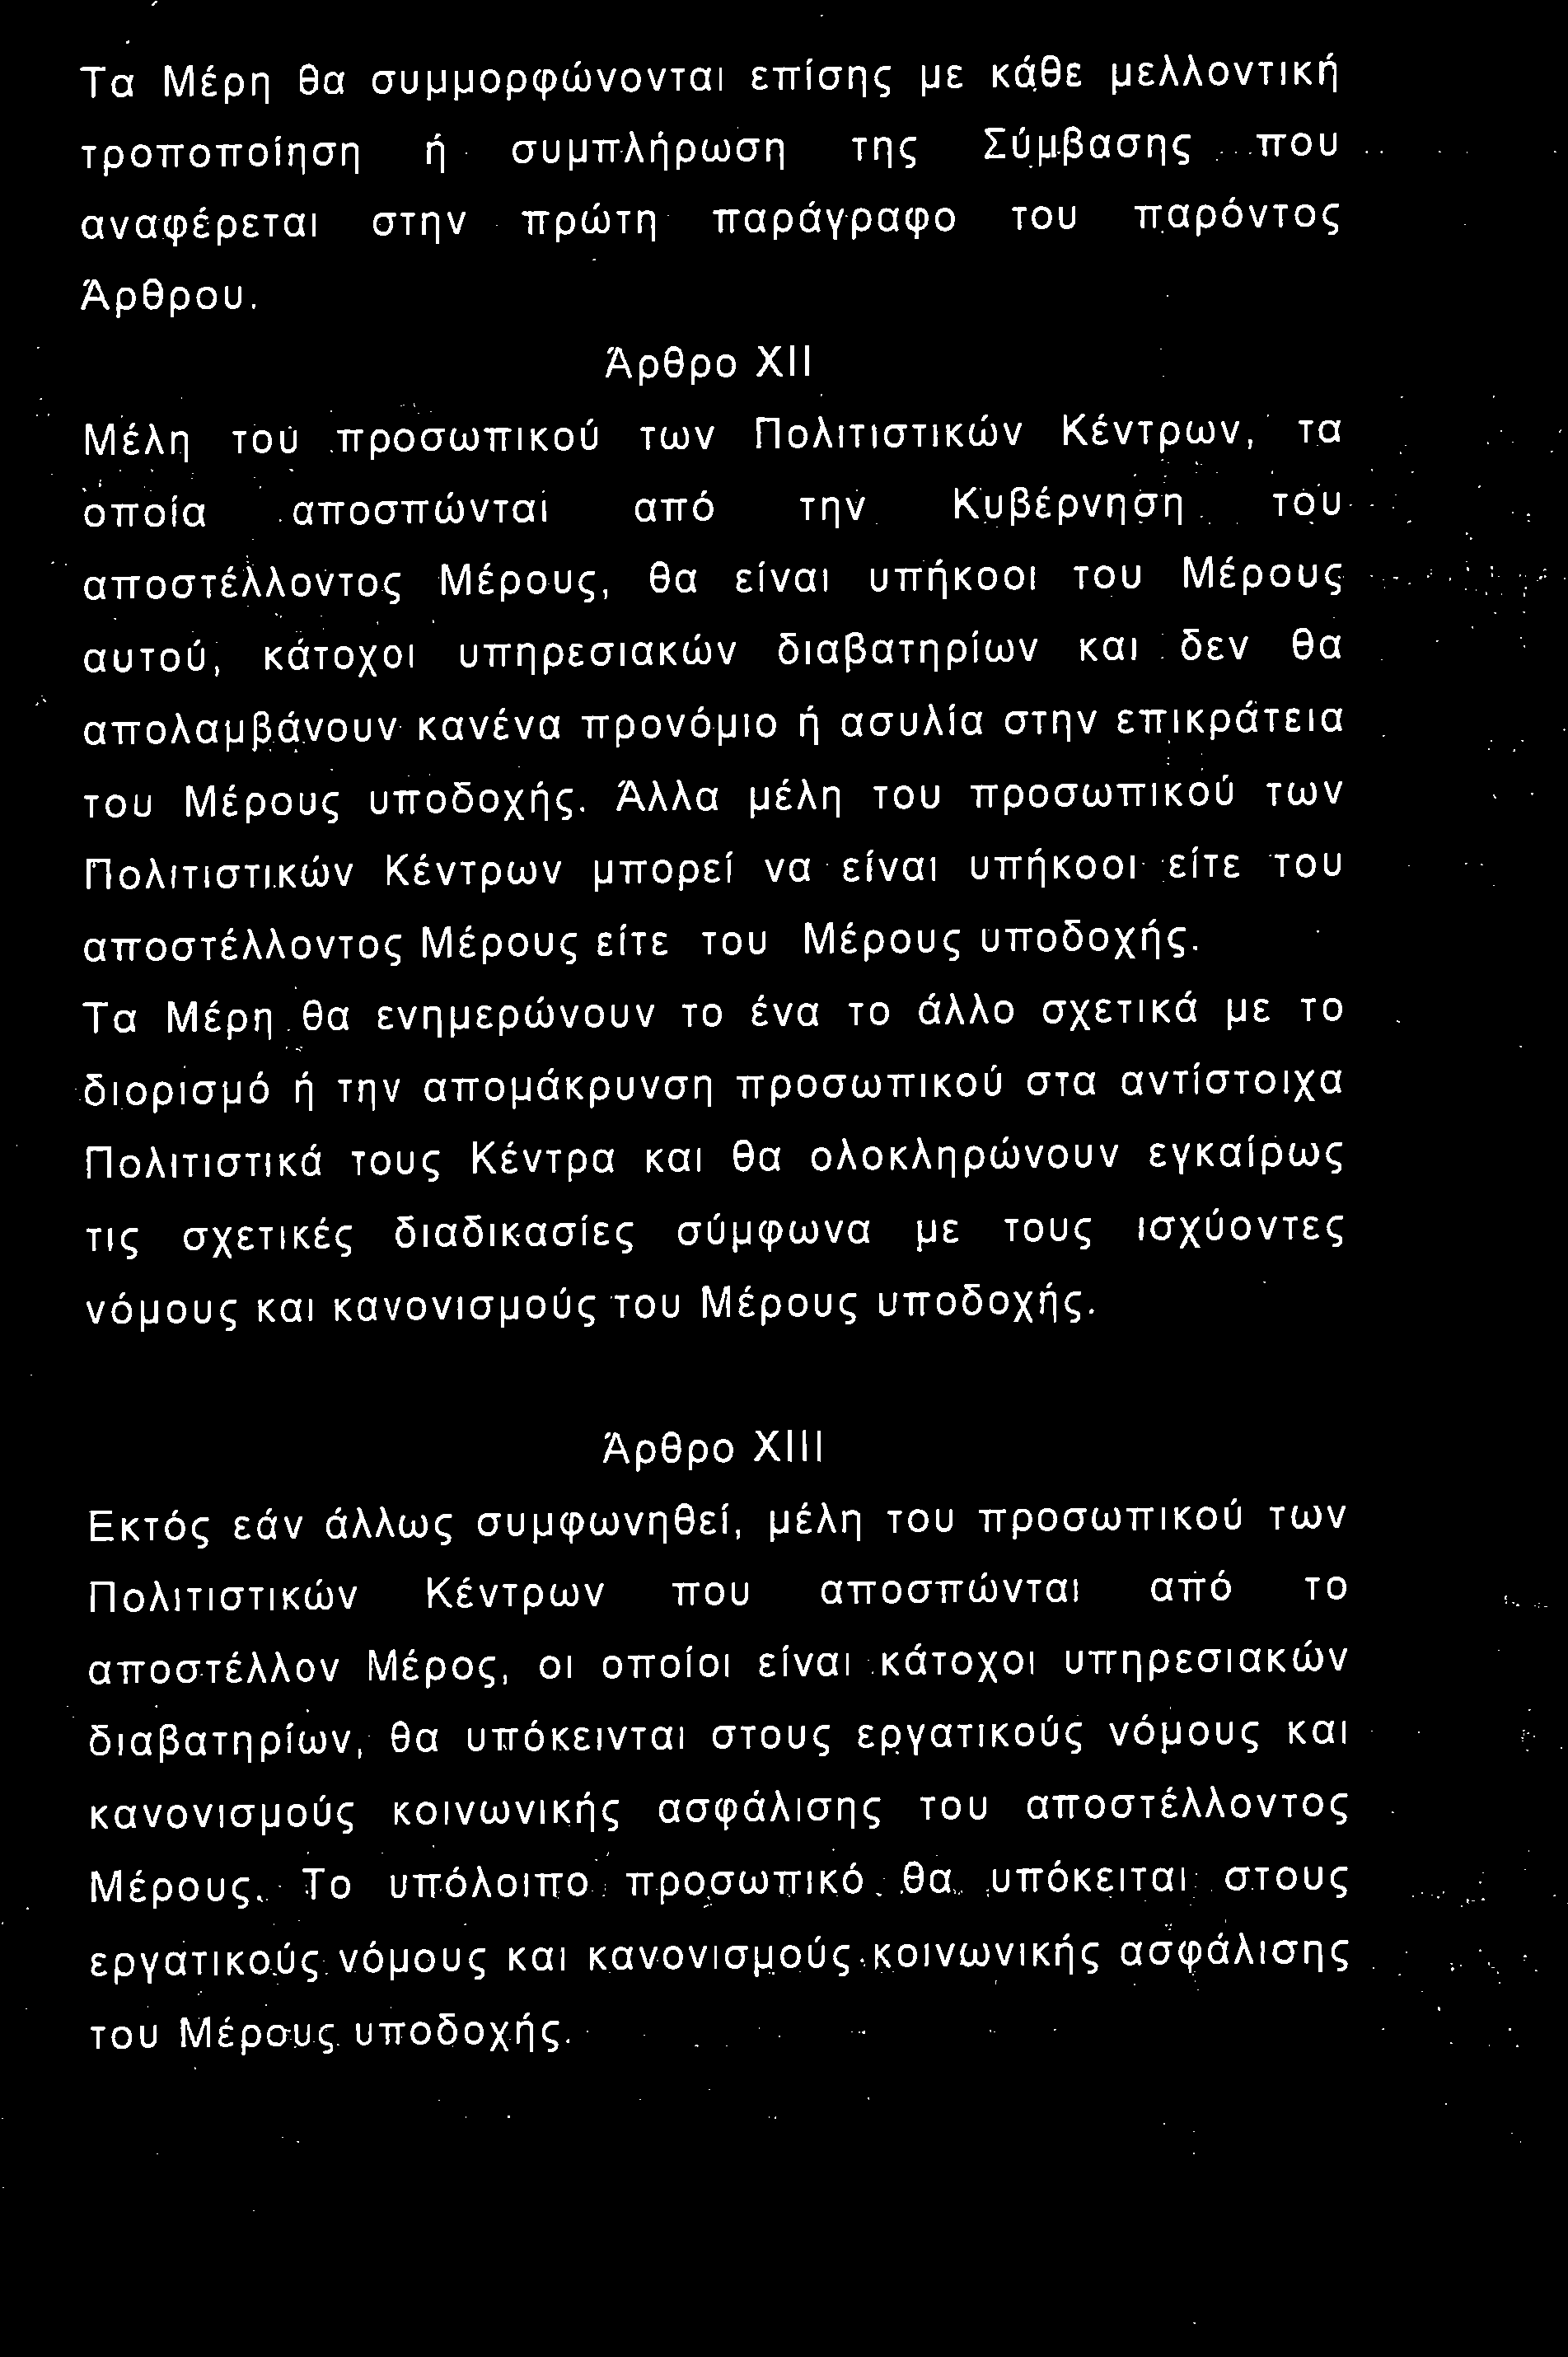 Τα Μέρη θα συμμορφώνονται επίσης με κάθε μελλοντική
τροποποίηση ή συμπλήρωση της Σύμβασης που
αναφέρεται στην πρώτη παράγραφο του παρόντος
Άρθρου.
Άρθρο XII
Μέλη του προσωπικού των Πολιτιστικών Κέντρων, τα
οποία αποσπώνται από την Κυβέρνηση του
αποστέλλοντος Μέρους, θα είναι υπήκοοι του Μέρους
αυτού, κάτοχοι υπηρεσιακών διαβατηρίων και δεν θα
απολαμβάνουν κανένα προνόμιο ή ασυλία στην επικράτεια
του Μέρους υποδοχής. Άλλα μέλη του προσωπικού των
Πολιτιστικών Κέντρων μπορεί να είναι υπήκοοι είτε του
αποστέλλοντος Μέρους είτε του Μέρους υποδοχής.
Τα Μέρη θα ενημερώνουν το ένα το άλλο σχετικά με το
διορισμό ή την απομάκρυνση προσωπικού στα αντίστοιχα
Πολιτιστικά τους Κέντρα και θα ολοκληρώνουν εγκαίρως
τις σχετικές διαδικασίες σύμφωνα με τους ισχύοντες
νόμους και κανονισμούς του Μέρους υποδοχής.
Άρθρο XIII
Εκτός εάν άλλως συμφωνηθεί, μέλη του προσωπικού των
Πολιτιστικών Κέντρων που αποσπώνται από το
αποστέλλον Μέρος, οι οποίοι είναι κάτοχοι υπηρεσιακών
διαβατηρίων, θα υπόκεινται στους εργατικούς νόμους και
κανονισμούς κοινωνικής ασφάλισης του αποστέλλοντος
Μέρους. Το υπόλοιπο προσωπικό θα υπόκειται στους
εργατικούς νόμους και κανονισμούς κοινωνικής ασφάλισης
του Μέρους υποδοχής.